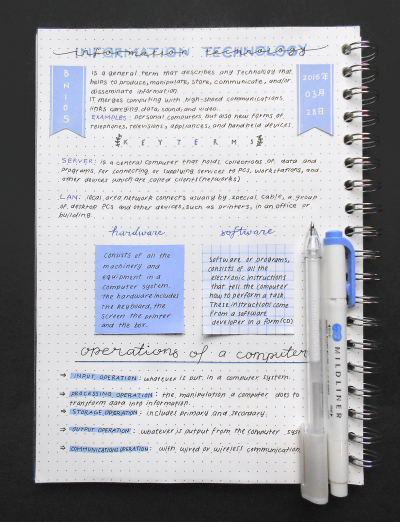 INFORMATION TECHNOLOGY
information technology
BNIOS
2016年
03月
28日
IS A general term that describes any technology that
helps to produce, manipulate, store, communicate, and/or
disseminate information.
IT merges computing with high-speed communications
links carrying data, sound, and video.
EXAMPLES: personal computers but also new forms of
telephones, televisions, appliances, and handheld devices
KEY TERMS
SERVER: is a general computer that holds collections of data and
programs, for connecting or supplying services to PCS, workstations, and
other devices which are called clients (networks)
LAN: local area network connects usually by special cable, a group
of desktop PCS and other devices, such as printers, in an office or
building.
hardware
software
consists of all the
machinery and
equipment in a
computer system.
the hardware includes
the keyboard, the
screen the printer
and the box.
software, or programs,
consists of all the
electronic instructions
that tell the computer
how to perform a task.
These instructions come
from a software
developer in a form (CD)
operations of a computer
⇒ INPUT OPERATION: whatever is put in a computer system.
⇒ PROCESSING OPERATION: the manipulation a computer does to
transform data into information.
⇒ STORAGE OPERATION: includes primary and secondary.
⇒ OUTPUT OPERATION: whatever is output from the computer
⇒ COMMUNICATIONS OPERATION: with wired or wireless
MILDLINER